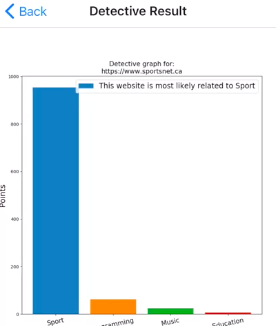 Back
Detective Result
Detective graph for:
https://www.sportsnet.ca
This website is most likely related to Sport
1000
800
600
400
200
0
Points
Sport
ramming
Music
Education